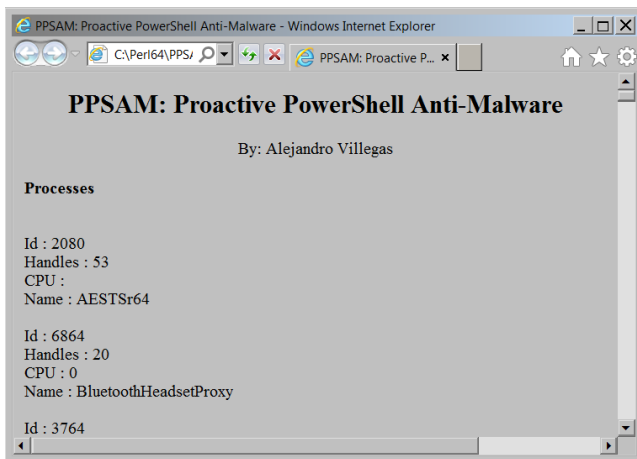 PPSAM: Proactive PowerShell Anti-Malware - Windows Internet Explorer
C:\Perl64\PPS
PPSAM: Proactive P...
PPSAM: Proactive PowerShell Anti-Malware
By: Alejandro Villegas
Processes
Id : 2080
Handles : 53
CPU :
Name : AESTSr64
Id : 6864
Handles : 20
CPU : 0
Name : BluetoothHeadsetProxy
Id : 3764